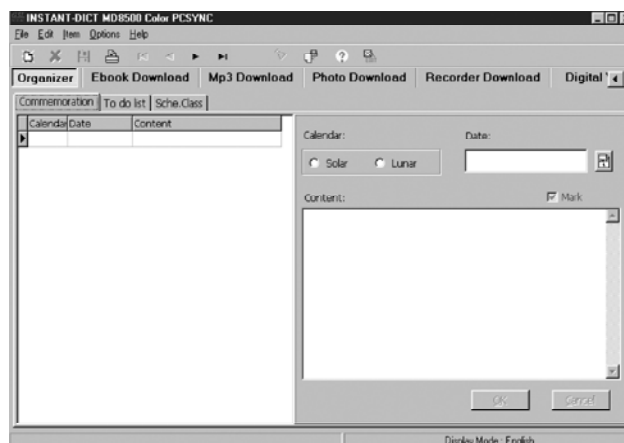 INSTANT-DICT MD8500 Color PCSYNC
File Edit Item Options Help
Organizer Ebook Download Mp3 Download Photo Download Recorder Download Digital
Commemoration To do list Sche.Class
Calendar Date Content
Calendar: Date:
Solar Lunar
Content: Mark
OK Cancel
Display Mode : English